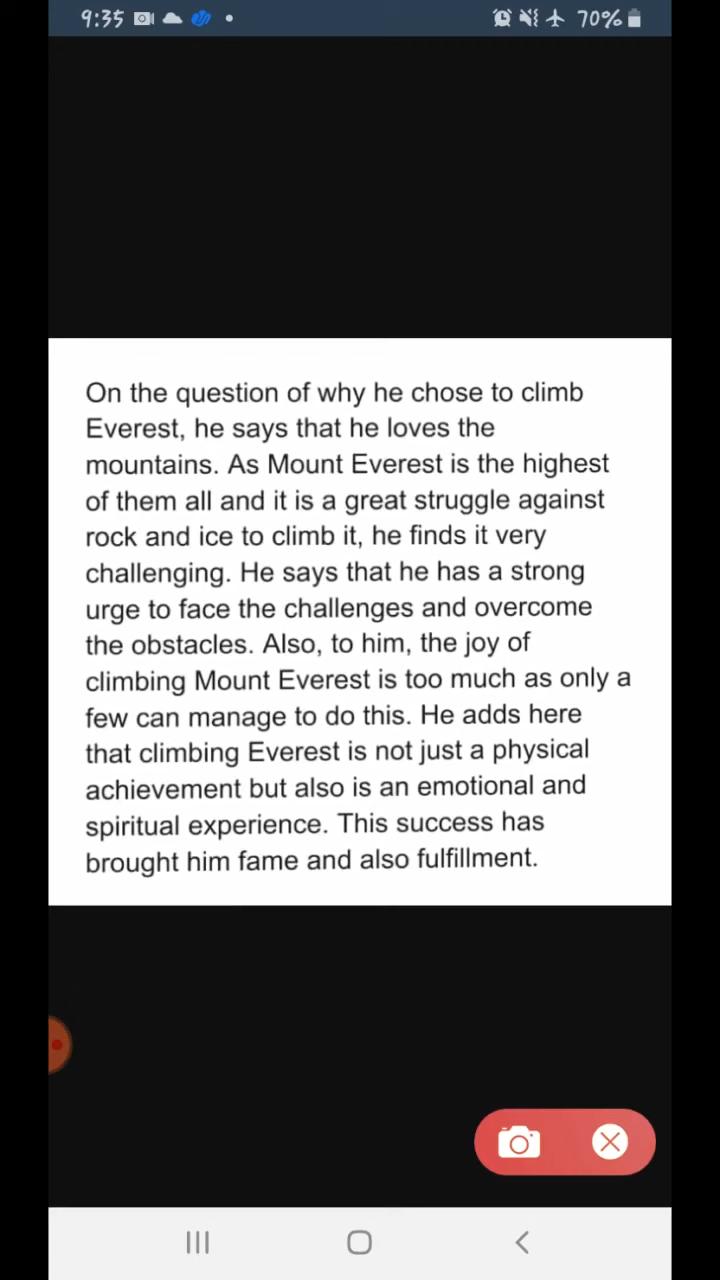 9:35
70%
On the question of why he chose to climb
Everest, he says that he loves the
mountains. As Mount Everest is the highest
of them all and it is a great struggle against
rock and ice to climb it, he finds it very
challenging. He says that he has a strong
urge to face the challenges and overcome
the obstacles. Also, to him, the joy of
climbing Mount Everest is too much as only a
few can manage to do this. He adds here
that climbing Everest is not just a physical
achievement but also is an emotional and
spiritual experience. This success has
brought him fame and also fulfillment.